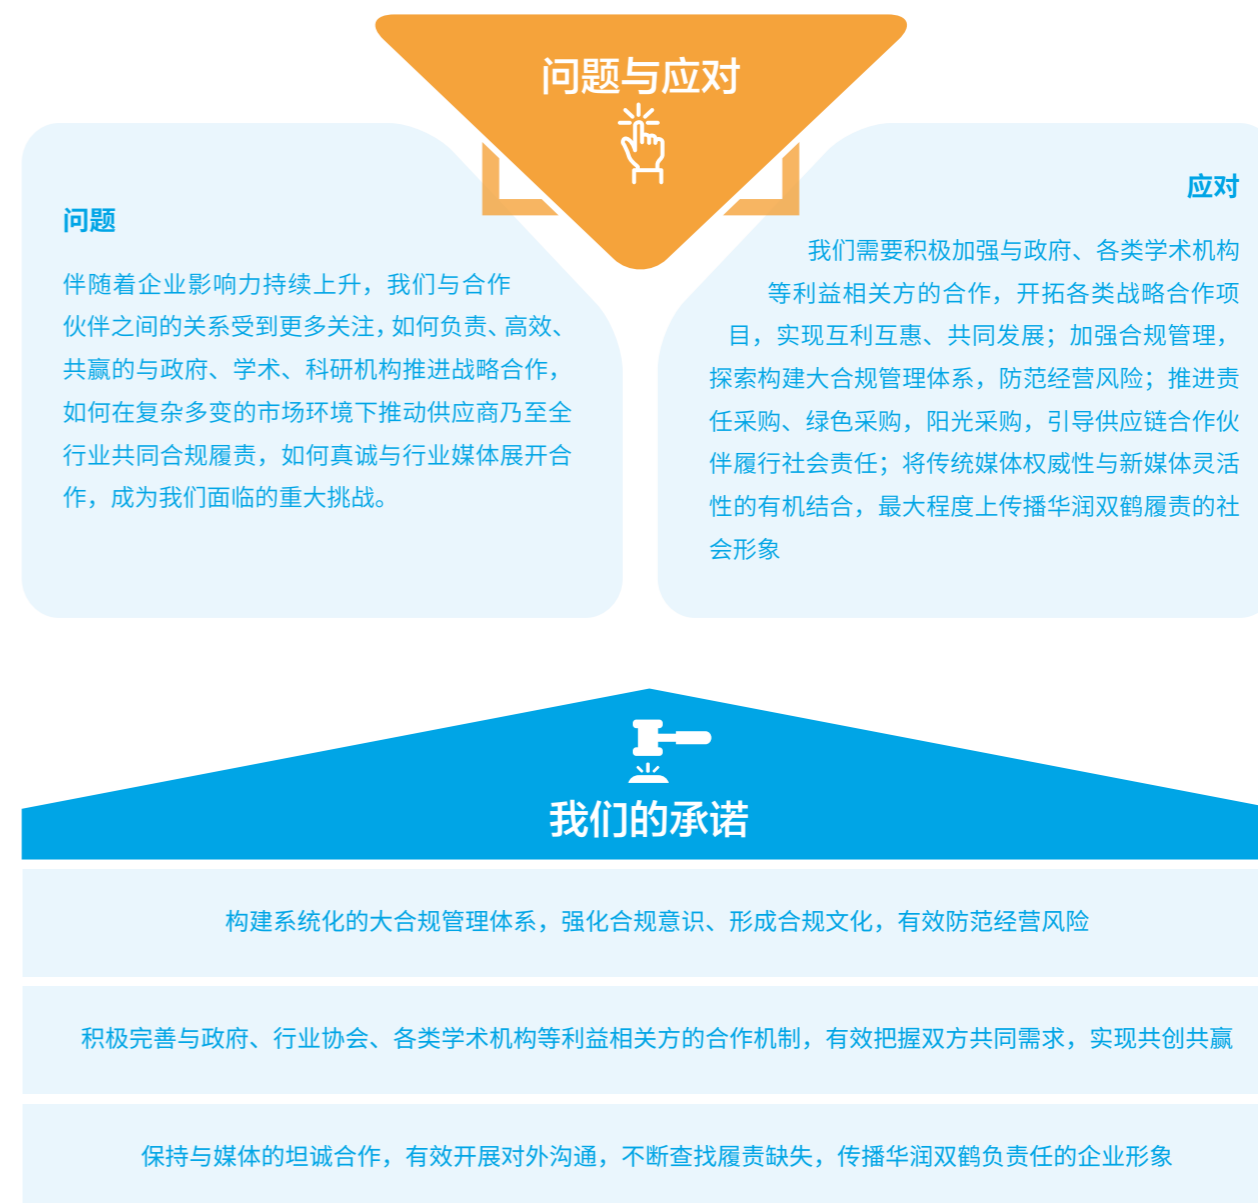 问题与应对
问题
伴随着企业影响力持续上升，我们与合作
伙伴之间的关系受到更多关注，如何负责、高效、
共赢的与政府、学术、科研机构推进战略合作，
如何在复杂多变的市场环境下推动供应商乃至全
行业共同合规履责，如何真诚与行业媒体展开合
作，成为我们面临的重大挑战。
应对
我们需要积极加强与政府、各类学术机构
等利益相关方的合作，开拓各类战略合作项
目，实现互利互惠、共同发展；加强合规管理，
探索构建大合规管理体系，防范经营风险；推进责
任采购、绿色采购，阳光采购，引导供应链合作伙
伴履行社会责任；将传统媒体权威性与新媒体灵活
性的有机结合，最大程度上传播华润双鹤履责的社
会形象
我们的承诺
构建系统化的大合规管理体系，强化合规意识、形成合规文化，有效防范经营风险
积极完善与政府、行业协会、各类学术机构等利益相关方的合作机制，有效把握双方共同需求，实现共创共赢
保持与媒体的坦诚合作，有效开展对外沟通，不断查找履责缺失，传播华润双鹤负责任的企业形象